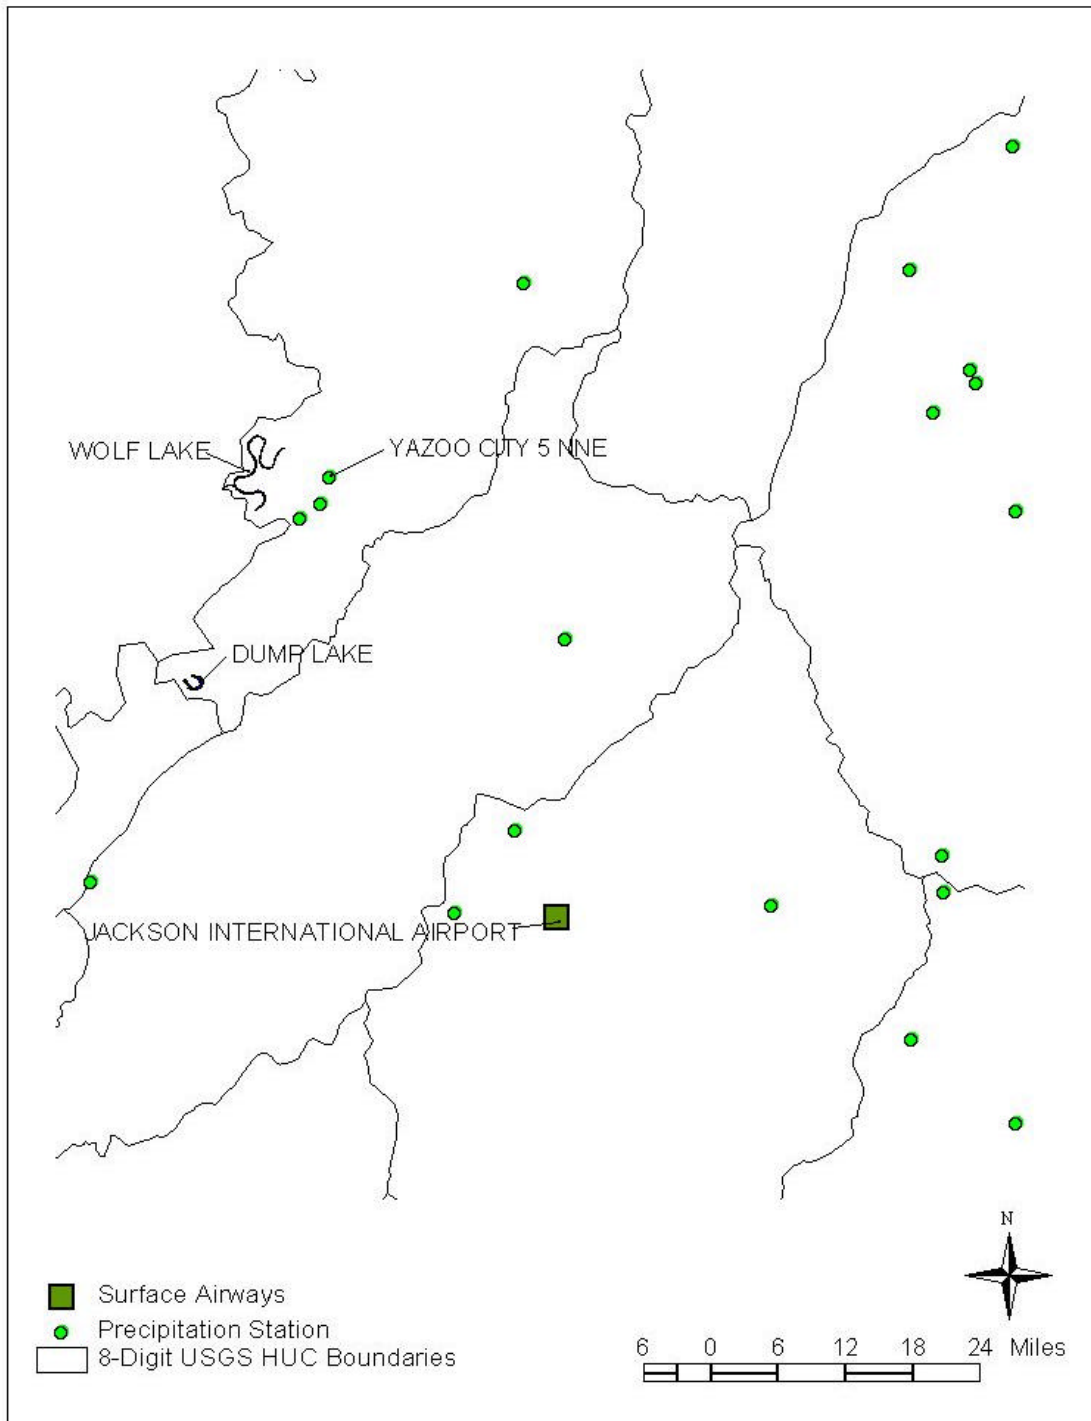 WOLF LAKE
YAZOO CITY 5 NNE
DUMP LAKE
JACKSON INTERNATIONAL AIRPORT
N
Surface Airways
Precipitation Station
8-Digit USGS HUC Boundaries
6 0 6 12 18 24 Miles